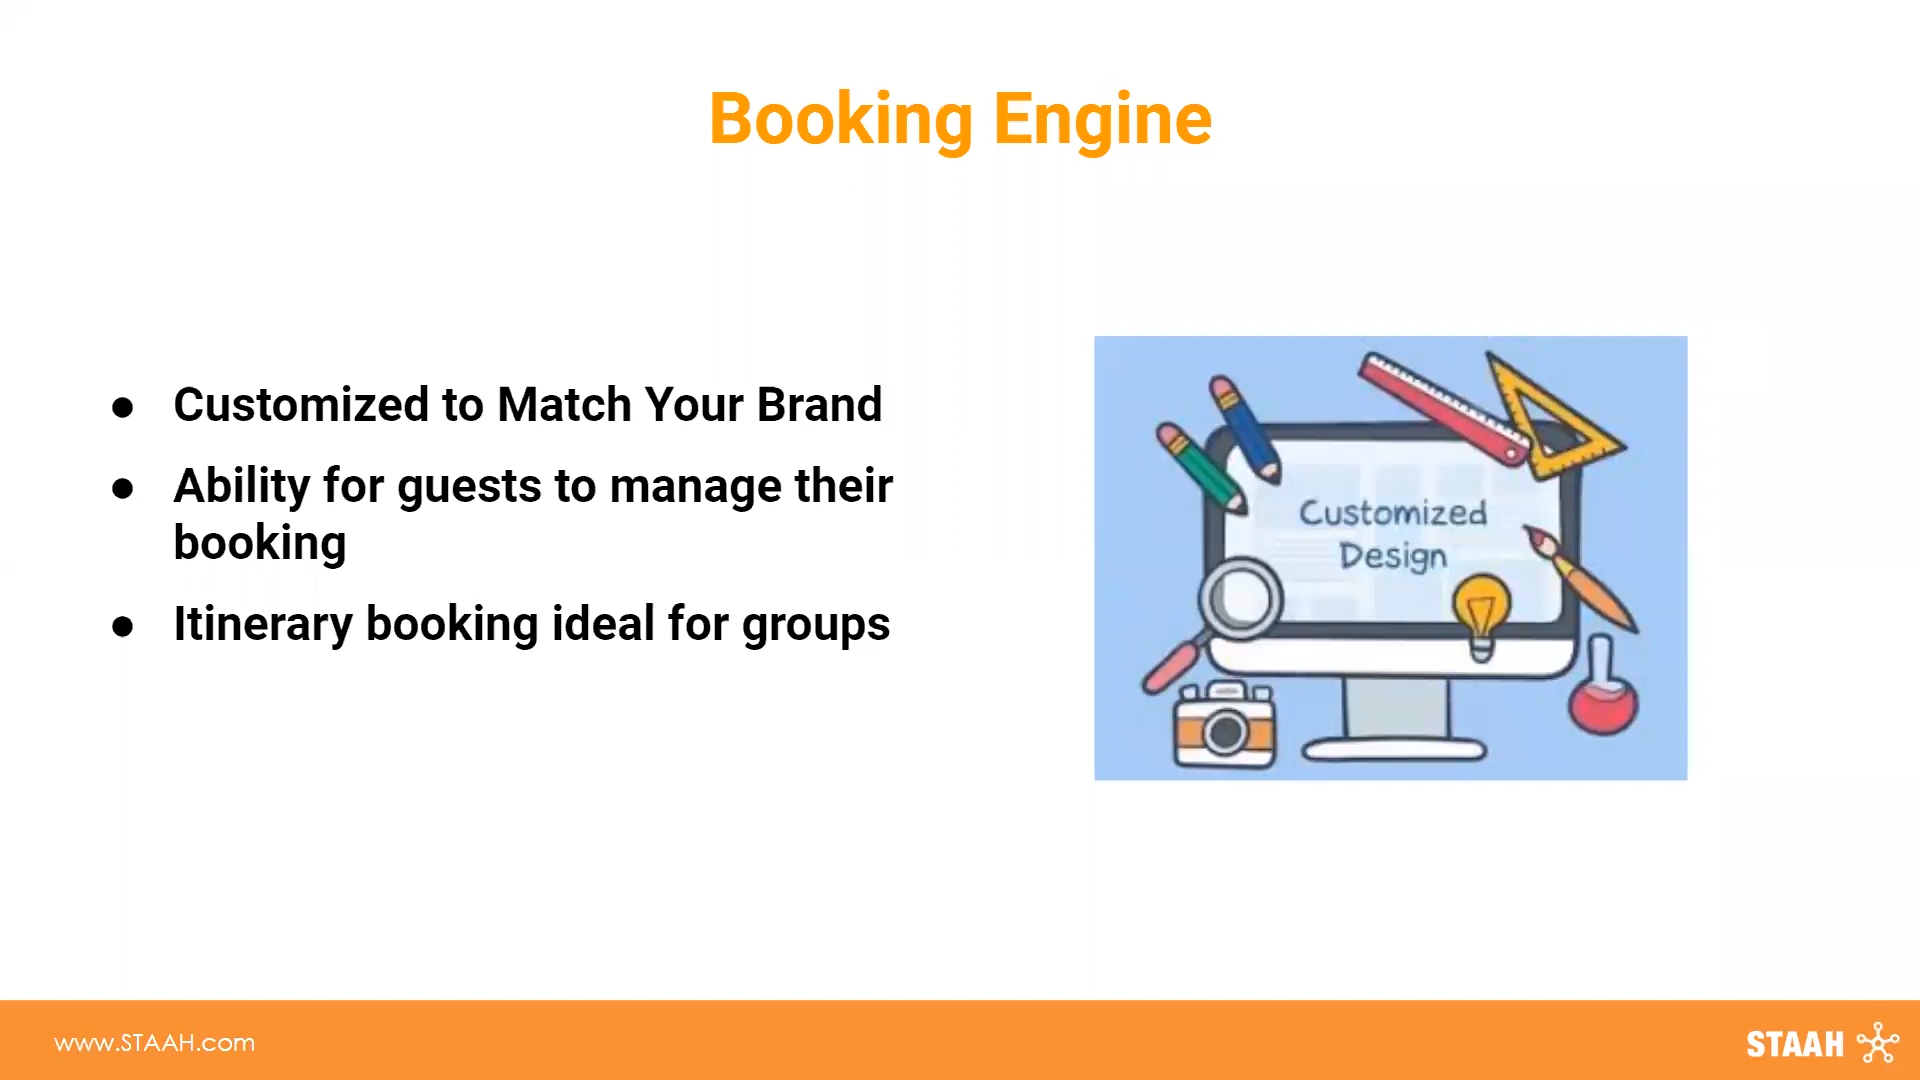 Booking Engine
● Customized to Match Your Brand
● Ability for guests to manage their
booking
● Itinerary booking ideal for groups
Customized
Design
www.STAAH.com
STAAH